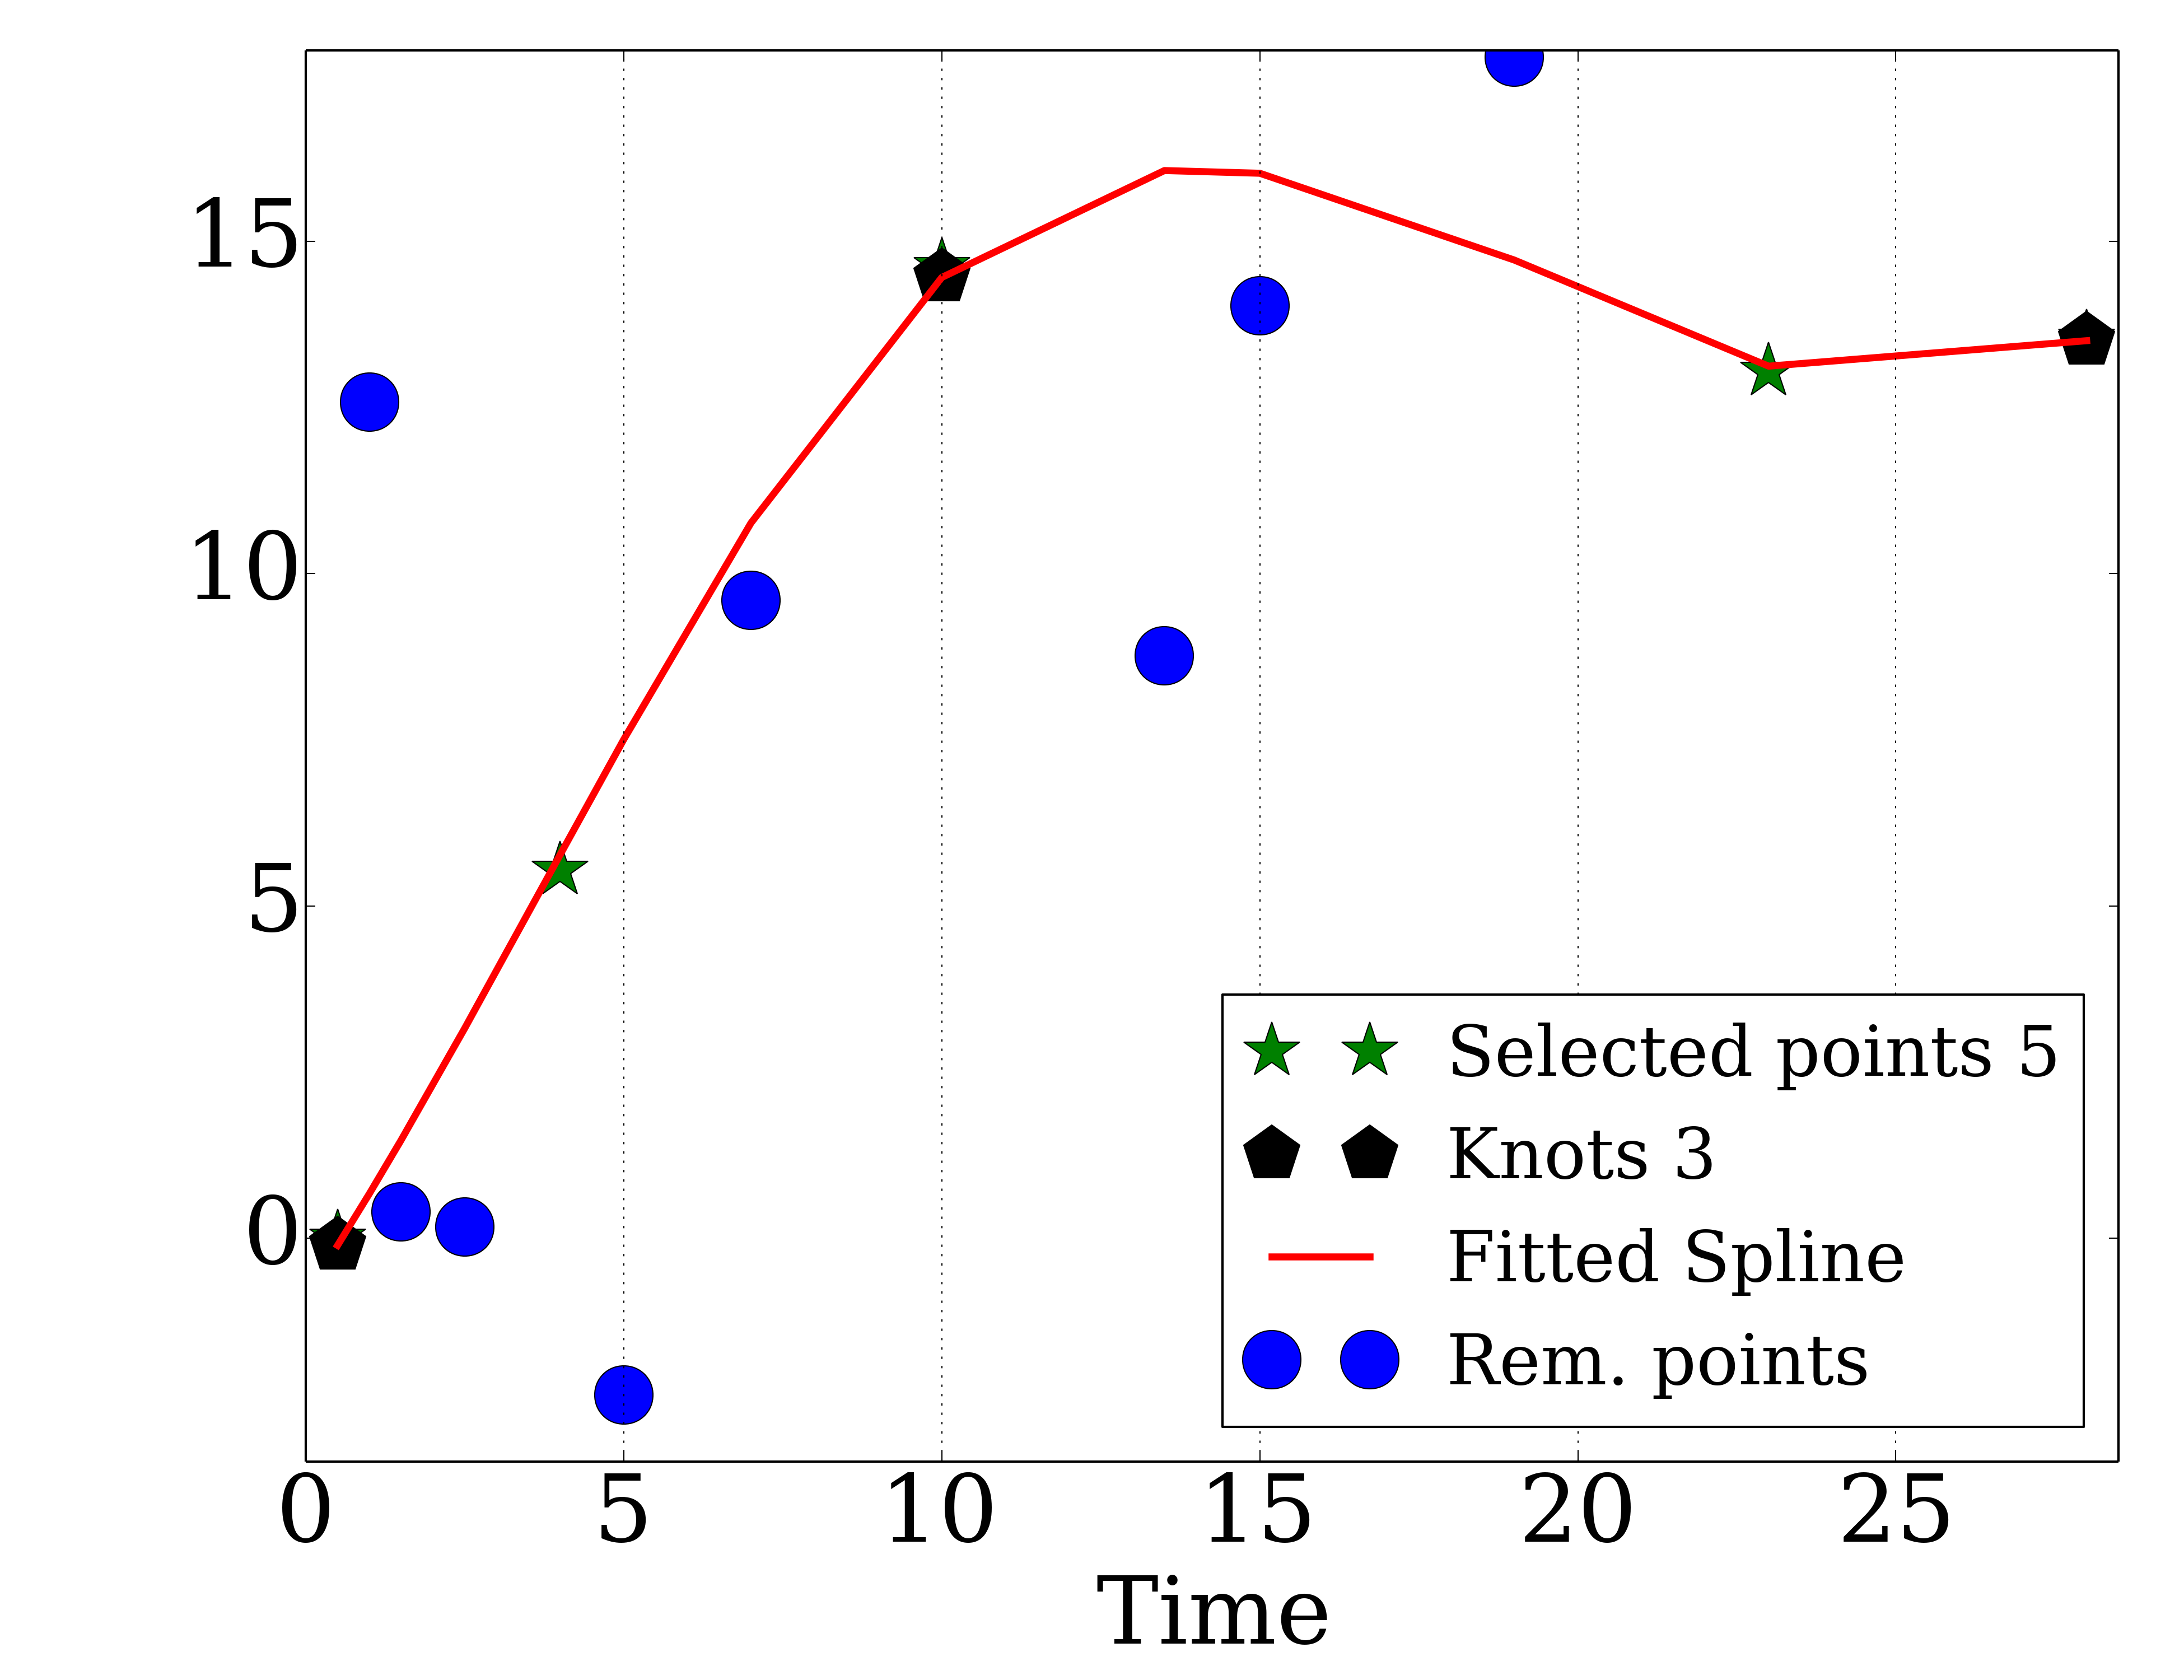 15
10
5
0
0 5 10 15 20 25
Time
Selected points 5
Knots 3
Fitted Spline
Rem. points